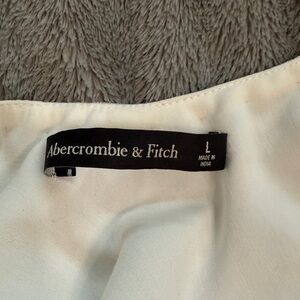 Abercrombie & Fitch
L
MADE IN
INDIA